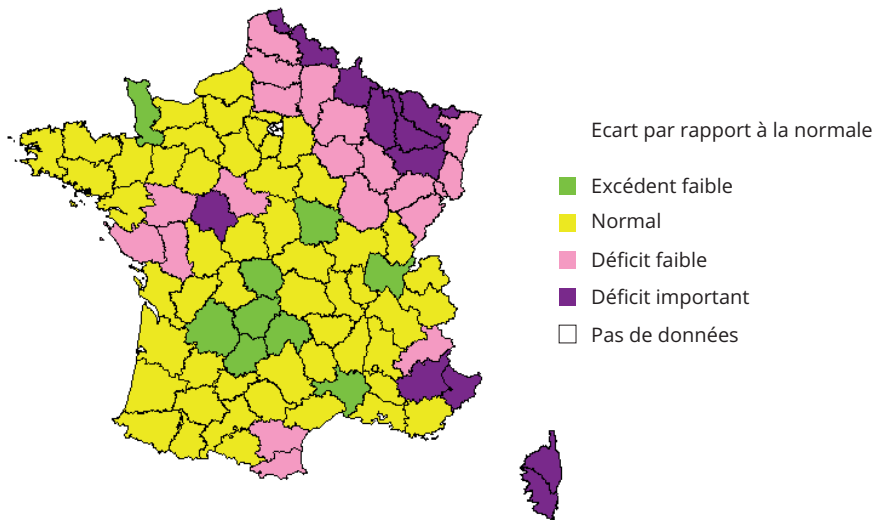 Ecart par rapport à la normale
Excédent faible
Normal
Déficit faible
Déficit important
Pas de données